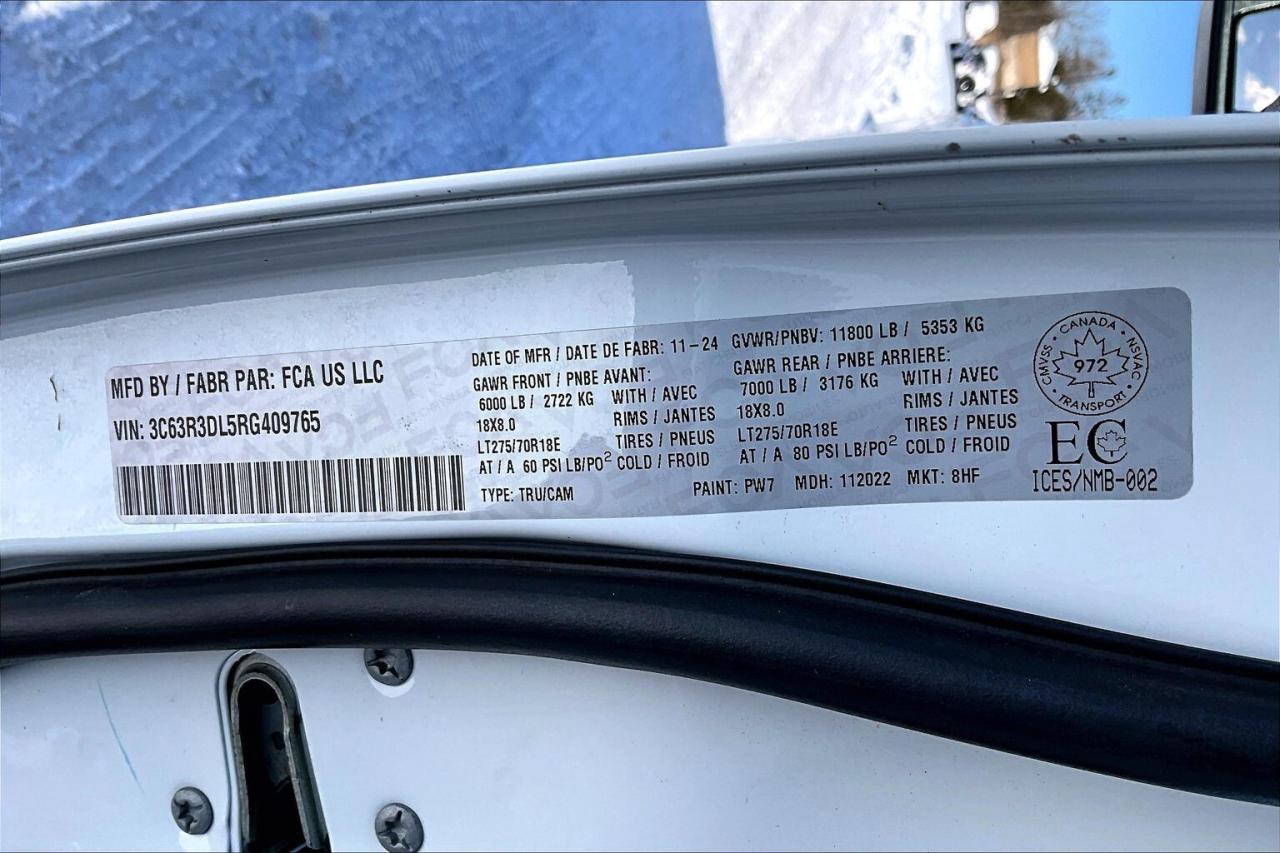 MFD BY / FABR PAR: FCA US LLC
VIN: 3C63R3DL5RG409765
DATE OF MFR / DATE DE FABR: 11-24
GAWR FRONT / PNBE AVANT:
6000 LB / 2722 KG WITH / AVEC
18X8.0 RIMS / JANTES
LT275/70R18E TIRES / PNEUS
AT / A 60 PSI LB/PO² COLD / FROID
TYPE: TRU/CAM
GVWR/PNBV: 11800 LB / 5353 KG
GAWR REAR / PNBE ARRIERE:
7000 LB / 3176 KG WITH / AVEC
18X8.0 RIMS / JANTES
LT275/70R18E TIRES / PNEUS
AT / A 80 PSI LB/PO² COLD / FROID
PAINT: PW7 MDH: 112022 MKT: 8HF
CANADA
CMVSS 972 NSVAC
TRANSPORT
EC
ICES/NMB-002